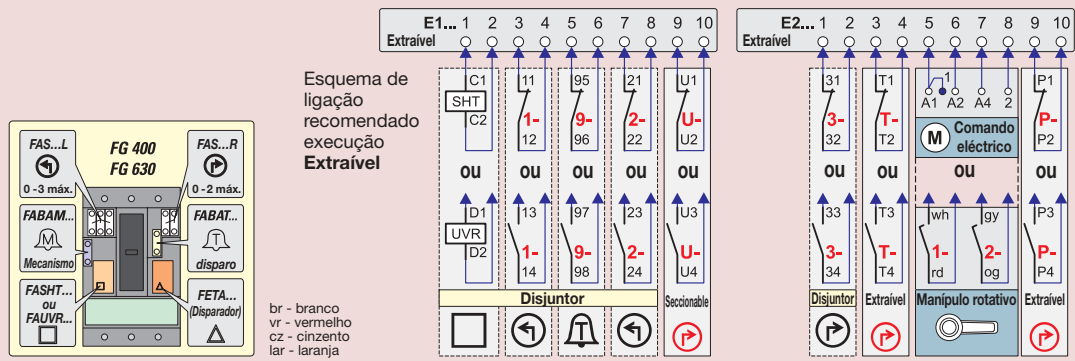 E1... 1 2 3 4 5 6 7 8 9 10
Extraível
E2... 1 2 3 4 5 6 7 8 9 10
Extraível
Esquema de
ligação
recomendado
execução
Extraível
FAS...L
0 - 3 máx.
FG 400
FG 630
FAS...R
0 - 2 máx.
FABAM...
M
Mecanismo
FABAT...
T
disparo
FASHT...
ou
FAUVR...
FETA...
(Disparador)
br - branco
vr - vermelho
cz - cinzento
lar - laranja
C1 11 95 21 U1
SHT
1- 9- 2- U-
C2 12 96 22 U2
ou ou ou ou ou
D1 13 97 23 U3
UVR
1- 9- 2- U-
D2 14 98 24 U4
Disjuntor
Seccionable
T
31 T1 1 P1
A1 A2 A4 2
3- T- P-
32 T2 P2
M
Comando
eléctrico
ou ou ou ou
33 T3 wh gy P3
3- T- 1- 2- P-
34 T4 rd og P4
Disjuntor Extraível Manípulo rotativo Extraível